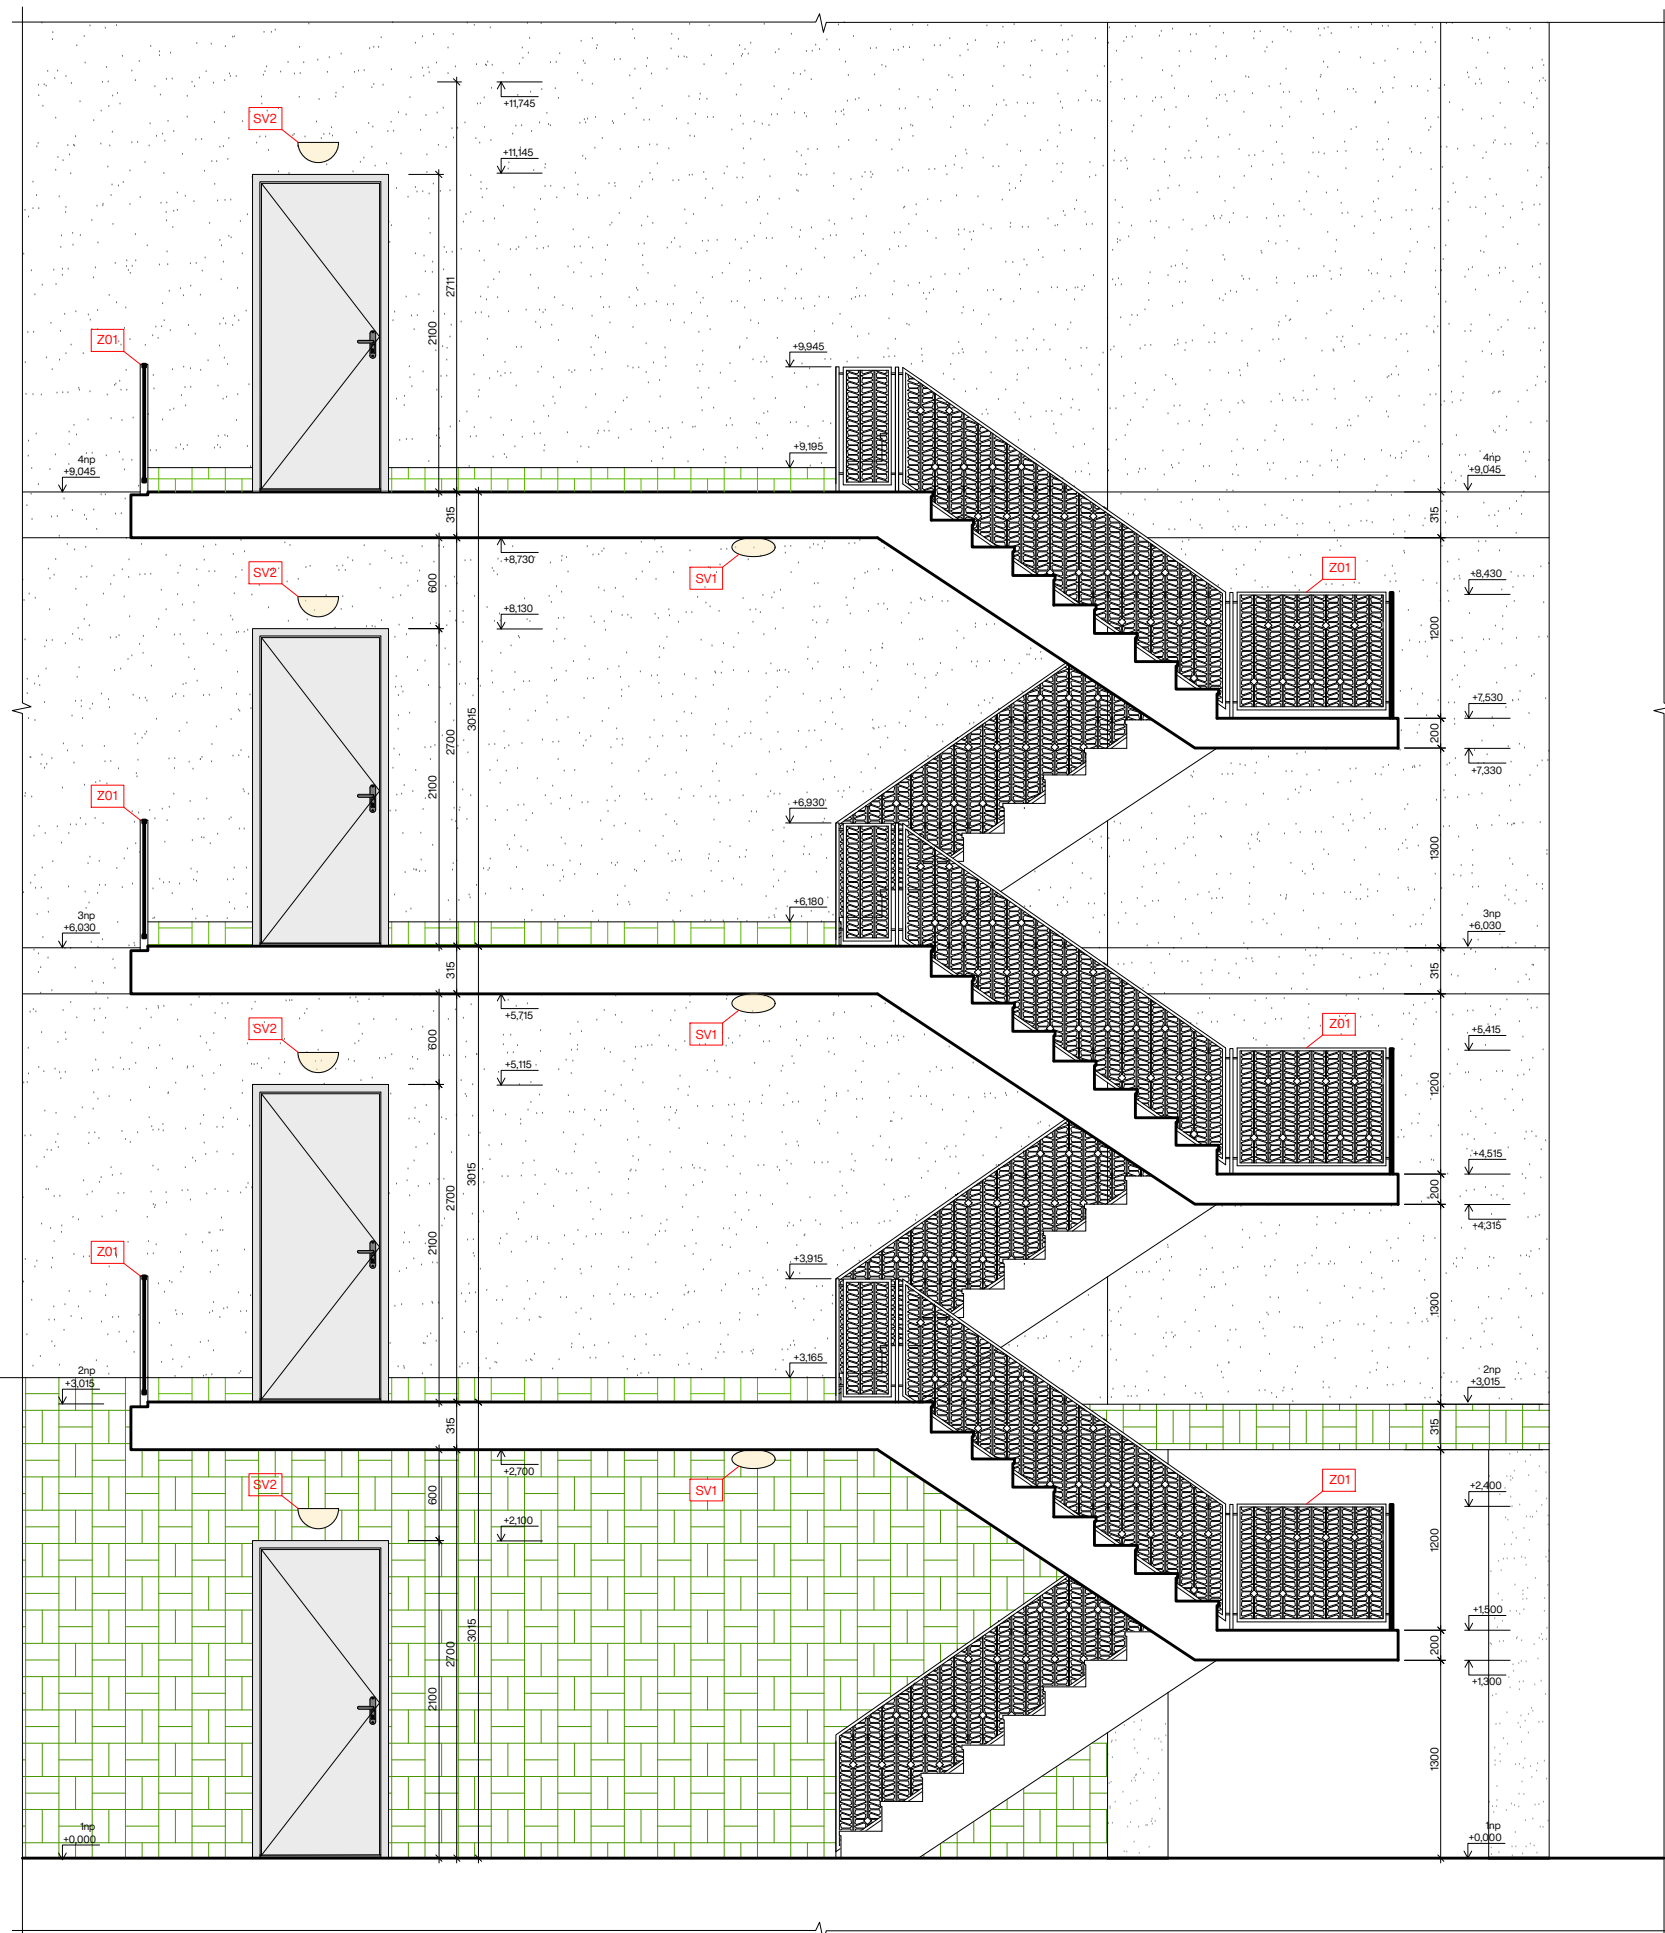 +11,745
SV2
+11,145
2711
2100
Z01
+9,945
+9,195
4np
+9,045
4np
+9,045
315
315
+8,730
SV1
SV2
600
Z01
+8,430
+8,130
1200
3015
2700
2100
+7,530
200
+7,330
Z01
+6,930
1300
+6,180
3np
+6,030
3np
+6,030
315
315
+5,715
SV1
SV2
600
Z01
+5,415
+5,115
1200
3015
2700
2100
+4,515
200
+4,315
Z01
+3,915
1300
+3,165
2np
+3,015
2np
+3,015
315
315
+2,700
SV1
SV2
600
Z01
+2,400
+2,100
1200
3015
2700
2100
+1,500
200
+1,300
1300
1np
+0,000
1np
+0,000